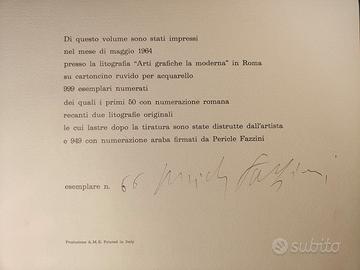 Di questo volume sono stati impressi
nel mese di maggio 1964
presso la litografia "Arti grafiche la moderna" in Roma
su cartoncino ruvido per acquarello
999 esemplari numerati
dei quali i primi 50 con numerazione romana
recanti due litografie originali
le cui lastre dopo la tiratura sono state distrutte dall'artista
e 949 con numerazione araba firmati da Pericle Fazzini
esemplare n. 66 Pericle Fazzini
Produzione A.M.E. Printed in Italy
subito